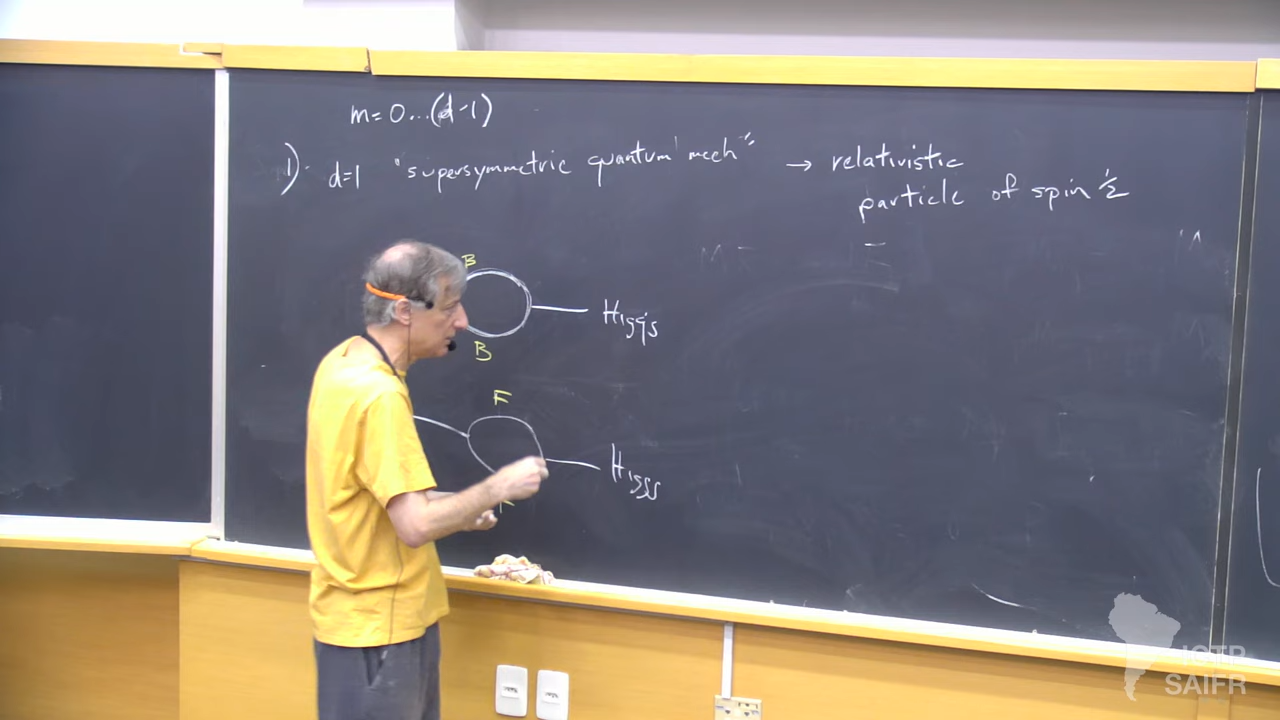 m=0...(d-1)
1). d=1 "supersymmetric quantum mech" → relativistic
particle of spin 1/2
B
Higgs
B
F
Higgs
ICTP
SAIFR